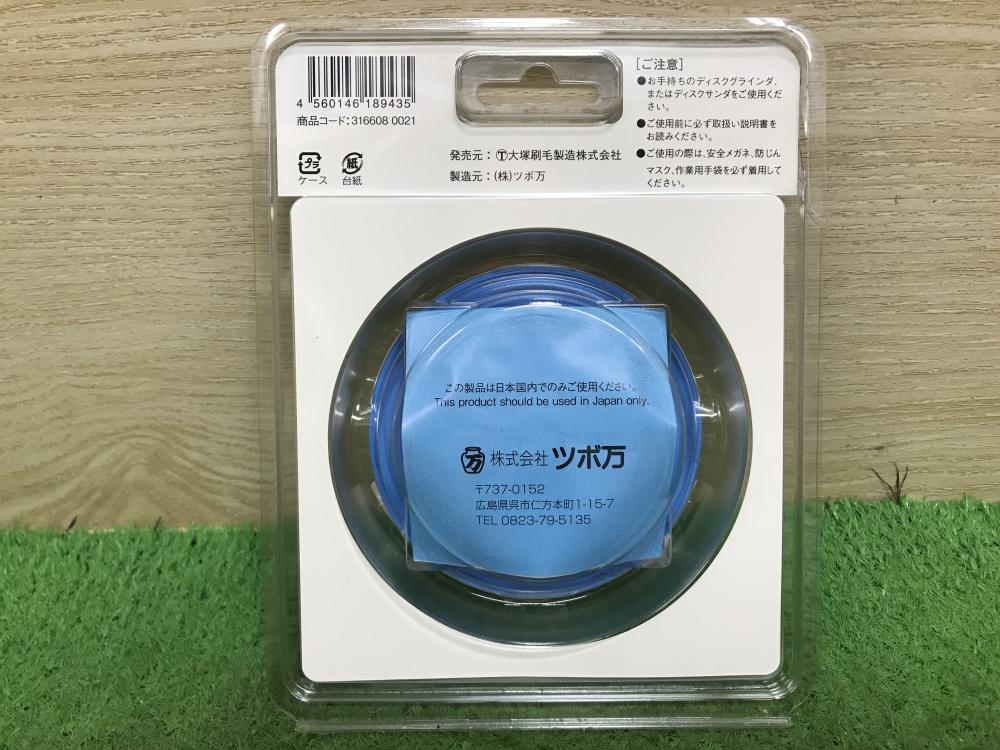 4 560146 189435
商品コード：316608 0021
プラ
ケース
紙
台紙
発売元：㋢大塚刷毛製造株式会社
製造元：(株)ツボ万
[ご注意]
●お手持ちのディスクグラインダ、
またはディスクサンダをご使用くだ
さい。
●ご使用前に必ず取扱い説明書を
お読みください。
●ご使用の際は、安全メガネ、防じん
マスク、作業用手袋を必ず着用して
ください。
この製品は日本国内でのみご使用ください。
This product should be used in Japan only.
万 株式会社 ツボ万
〒737-0152
広島県呉市仁方本町1-15-7
TEL 0823-79-5135